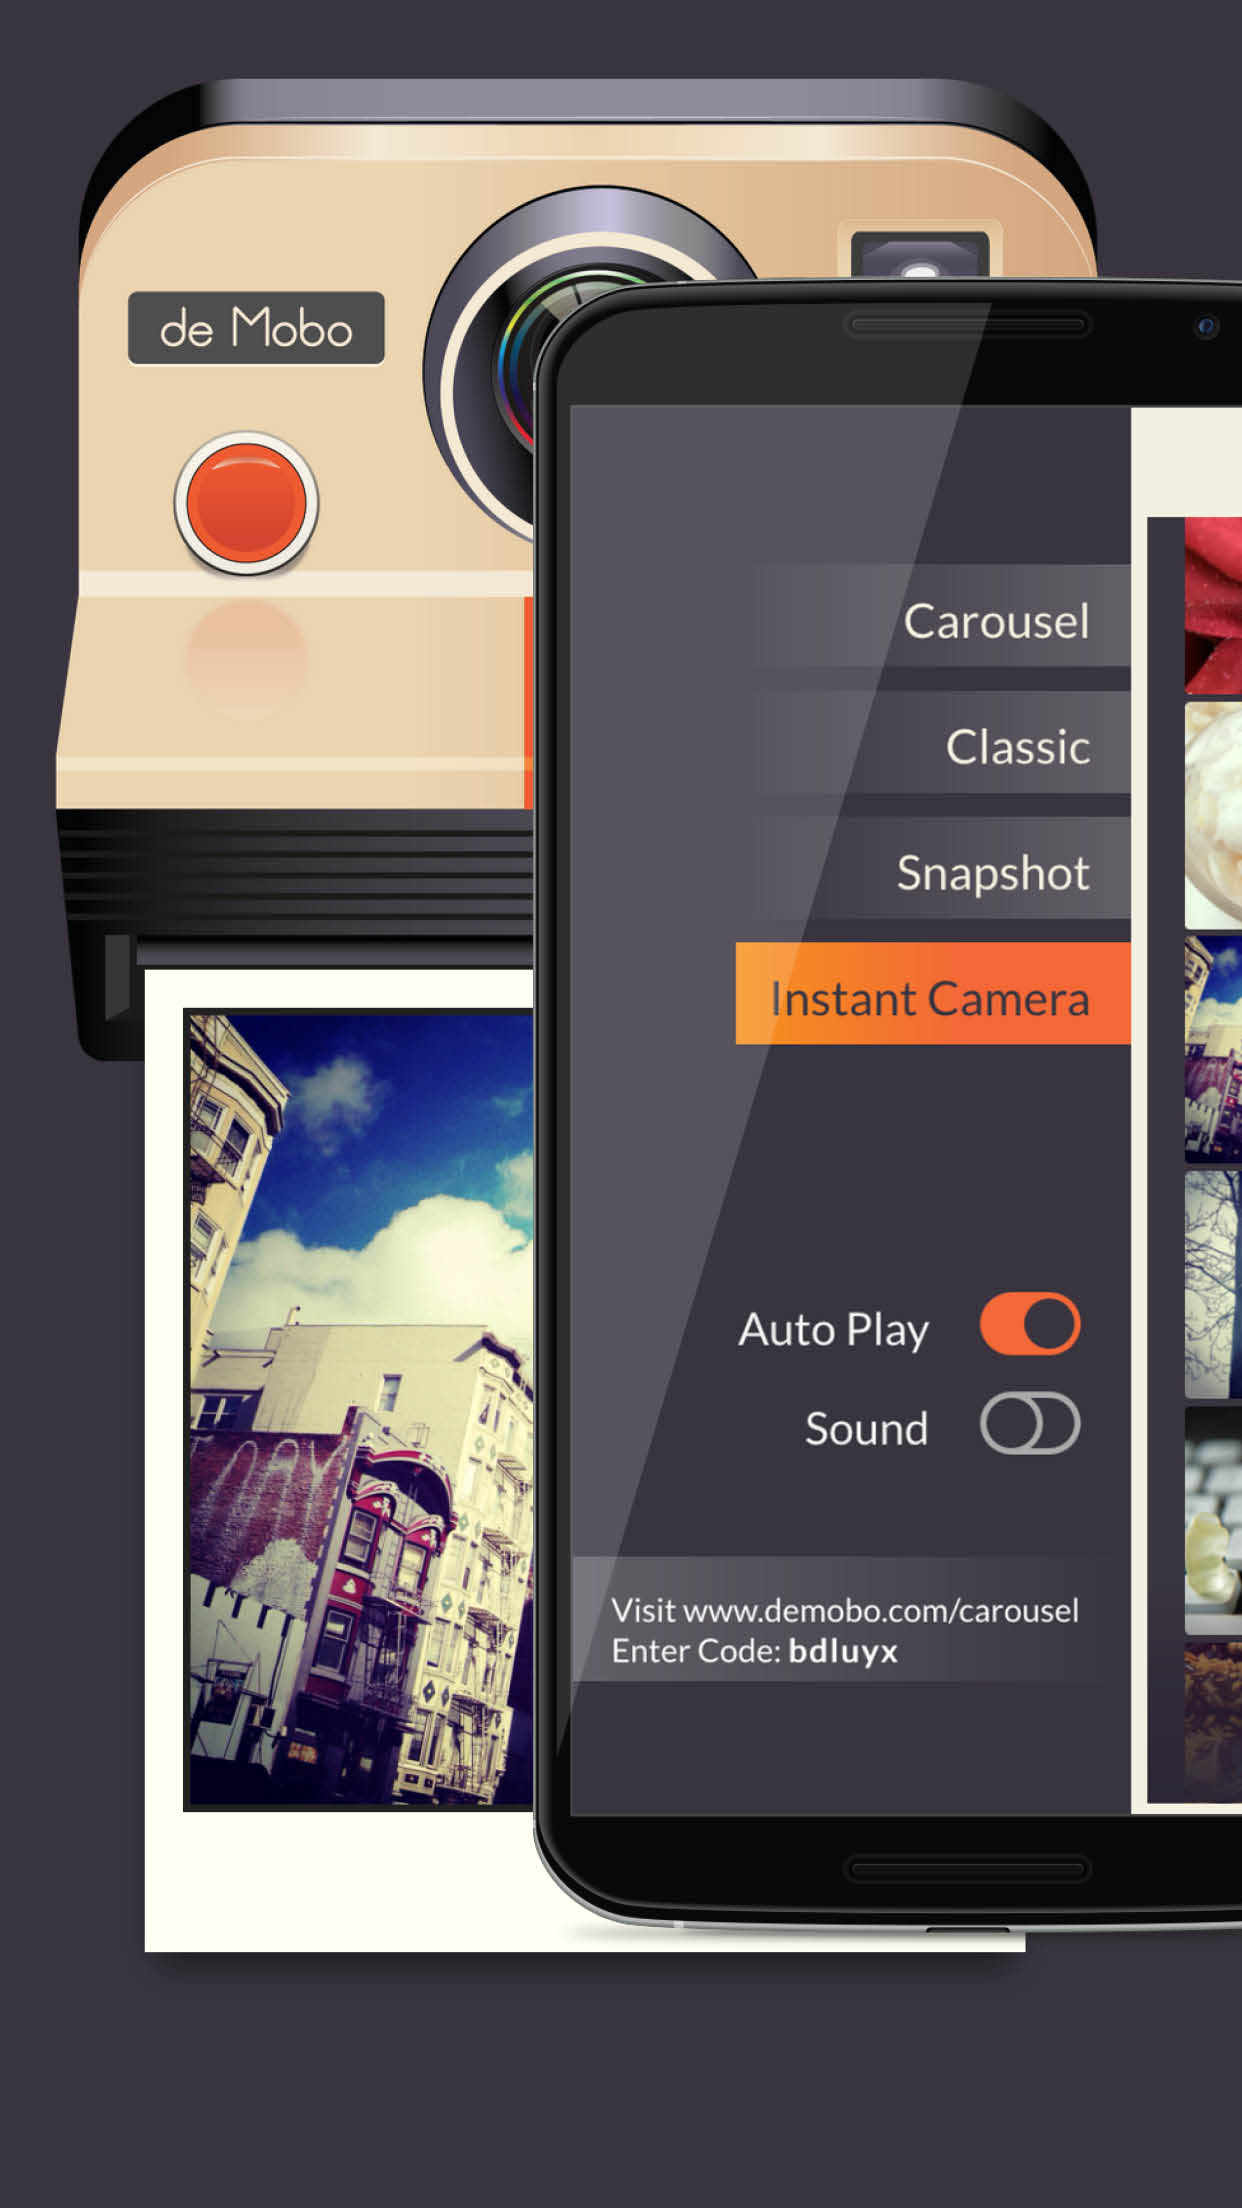 de Mobo
Carousel
Classic
Snapshot
Instant Camera
Auto Play
Sound
Visit www.demobo.com/carousel
Enter Code: bdluyx